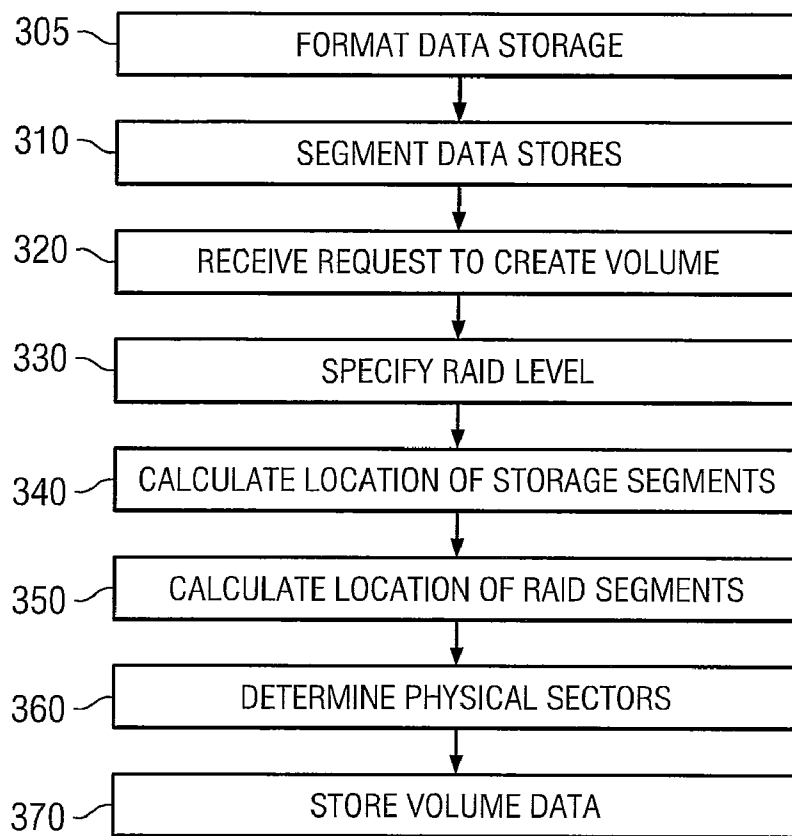 305 FORMAT DATA STORAGE
310 SEGMENT DATA STORES
320 RECEIVE REQUEST TO CREATE VOLUME
330 SPECIFY RAID LEVEL
340 CALCULATE LOCATION OF STORAGE SEGMENTS
350 CALCULATE LOCATION OF RAID SEGMENTS
360 DETERMINE PHYSICAL SECTORS
370 STORE VOLUME DATA